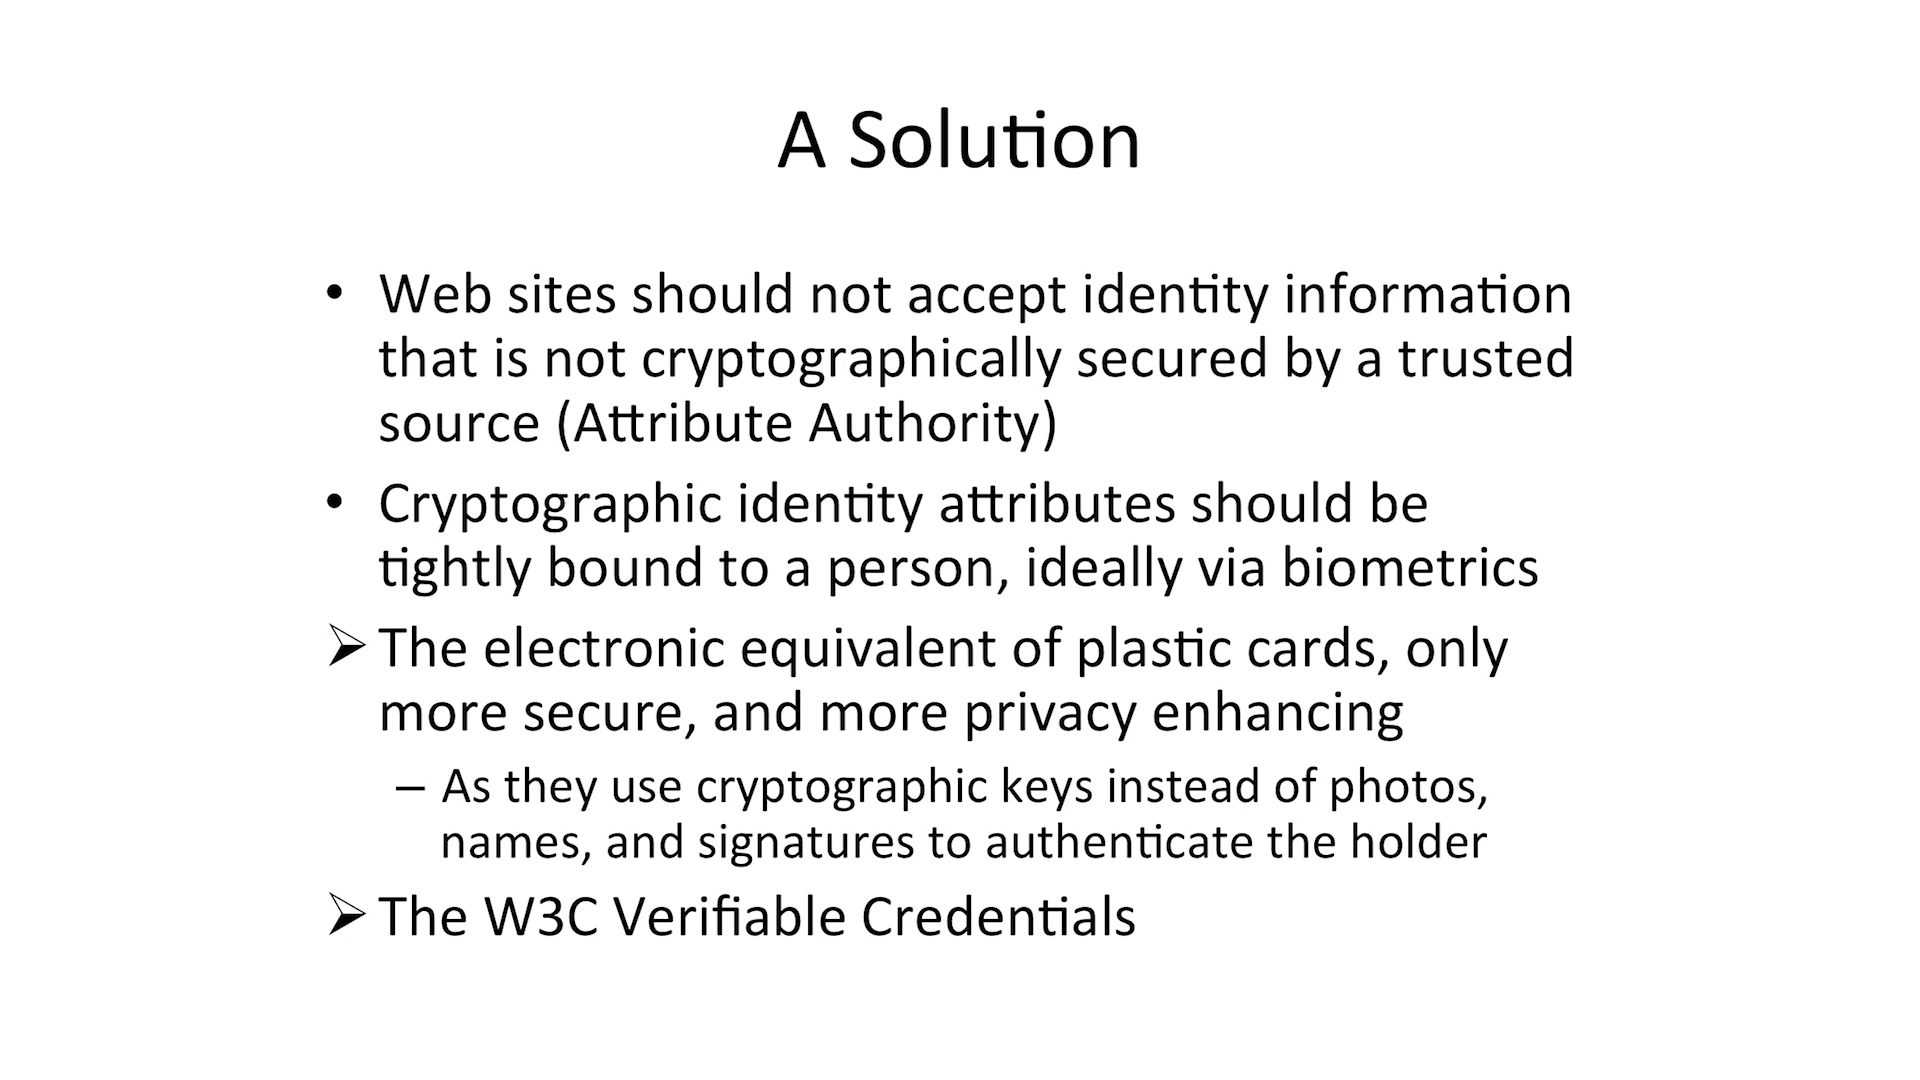 A Solution
• Web sites should not accept identity information
that is not cryptographically secured by a trusted
source (Attribute Authority)
• Cryptographic identity attributes should be
tightly bound to a person, ideally via biometrics
➢ The electronic equivalent of plastic cards, only
more secure, and more privacy enhancing
– As they use cryptographic keys instead of photos,
names, and signatures to authenticate the holder
➢ The W3C Verifiable Credentials